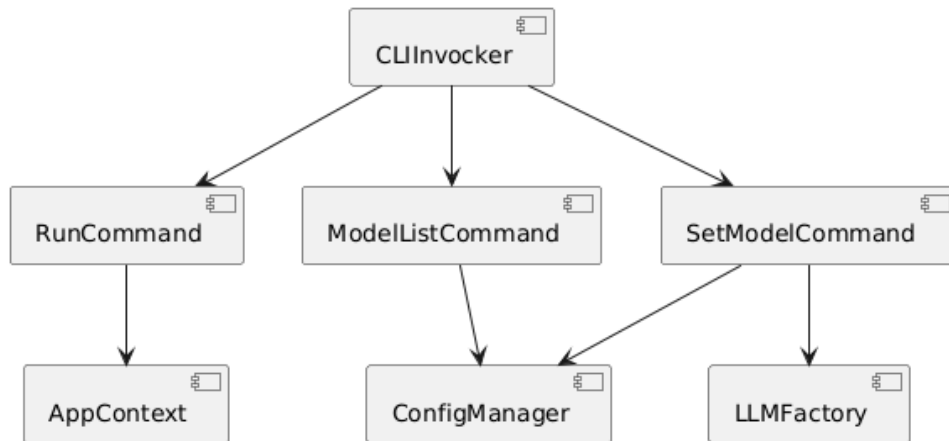 CLIInvocker
RunCommand
ModelListCommand
SetModelCommand
AppContext
ConfigManager
LLMFactory